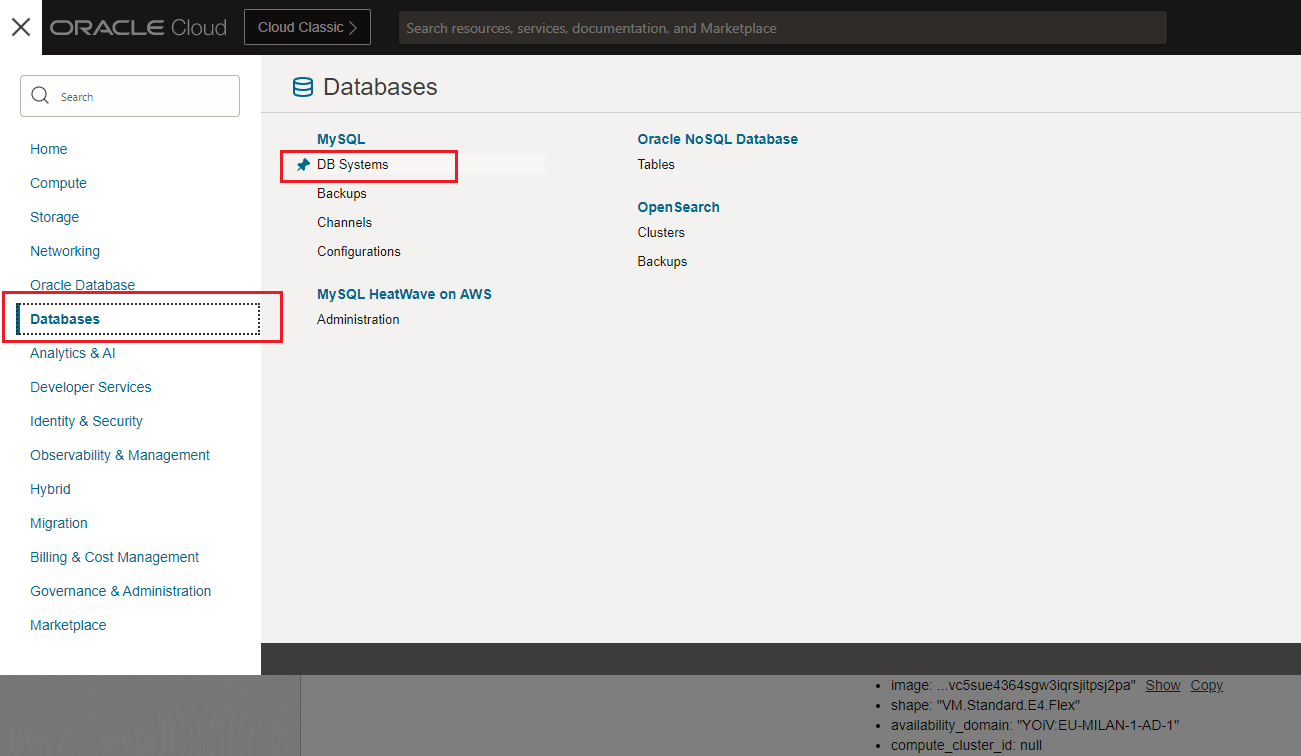 ORACLE Cloud
Cloud Classic
Search resources, services, documentation, and Marketplace
Search
Home
Compute
Storage
Networking
Oracle Database
Databases
Analytics & AI
Developer Services
Identity & Security
Observability & Management
Hybrid
Migration
Billing & Cost Management
Governance & Administration
Marketplace
Databases
MySQL
DB Systems
Backups
Channels
Configurations
MySQL HeatWave on AWS
Administration
Oracle NoSQL Database
Tables
OpenSearch
Clusters
Backups
• image: ...vc5sue4364sgw3iqrsjitpsj2pa" Show Copy
• shape: "VM.Standard.E4.Flex"
• availability_domain: "YOiV:EU-MILAN-1-AD-1"
• compute_cluster_id: null